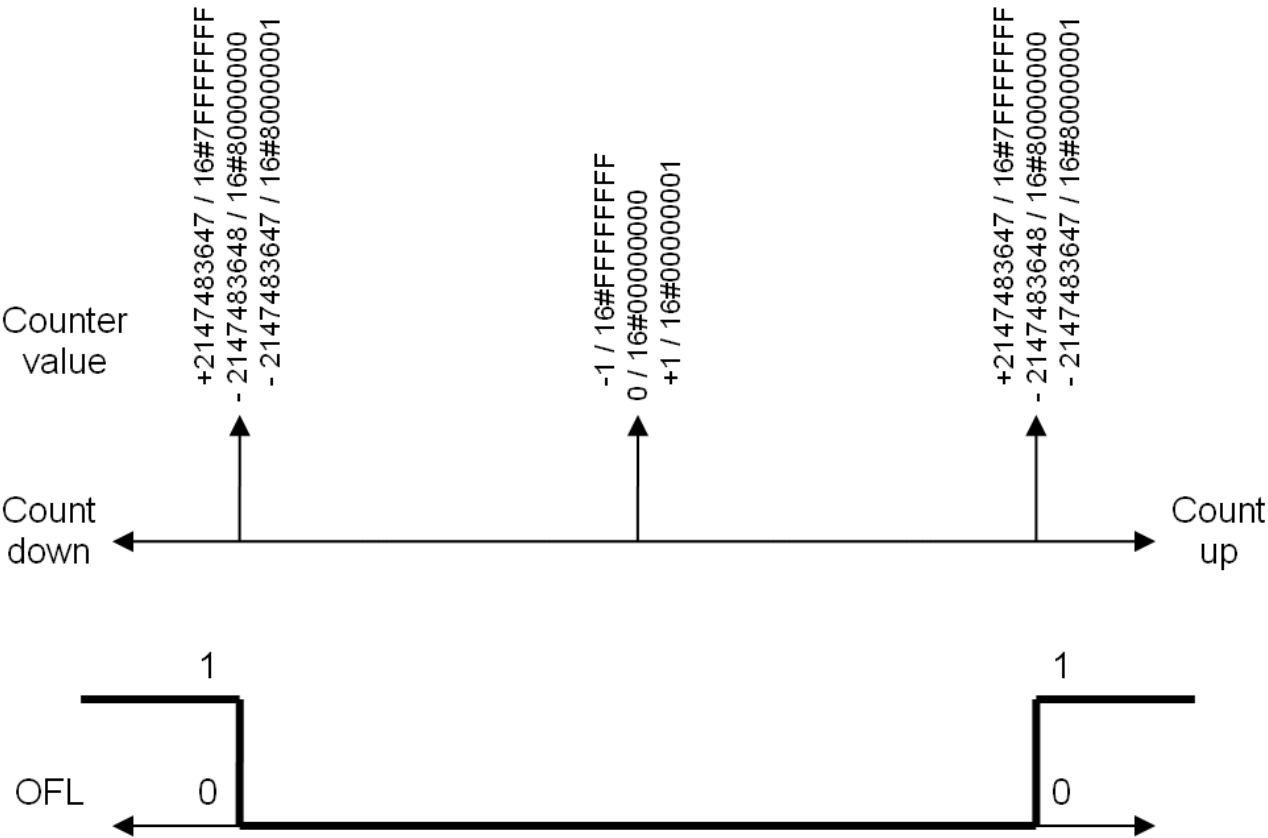 +2147483647 / 16#7FFFFFFF
- 2147483648 / 16#80000000
- 2147483647 / 16#80000001
-1 / 16#FFFFFFFF
0 / 16#00000000
+1 / 16#00000001
+2147483647 / 16#7FFFFFFF
- 2147483648 / 16#80000000
- 2147483647 / 16#80000001
Counter
value
Count
down
Count
up
1
1
OFL
0
0